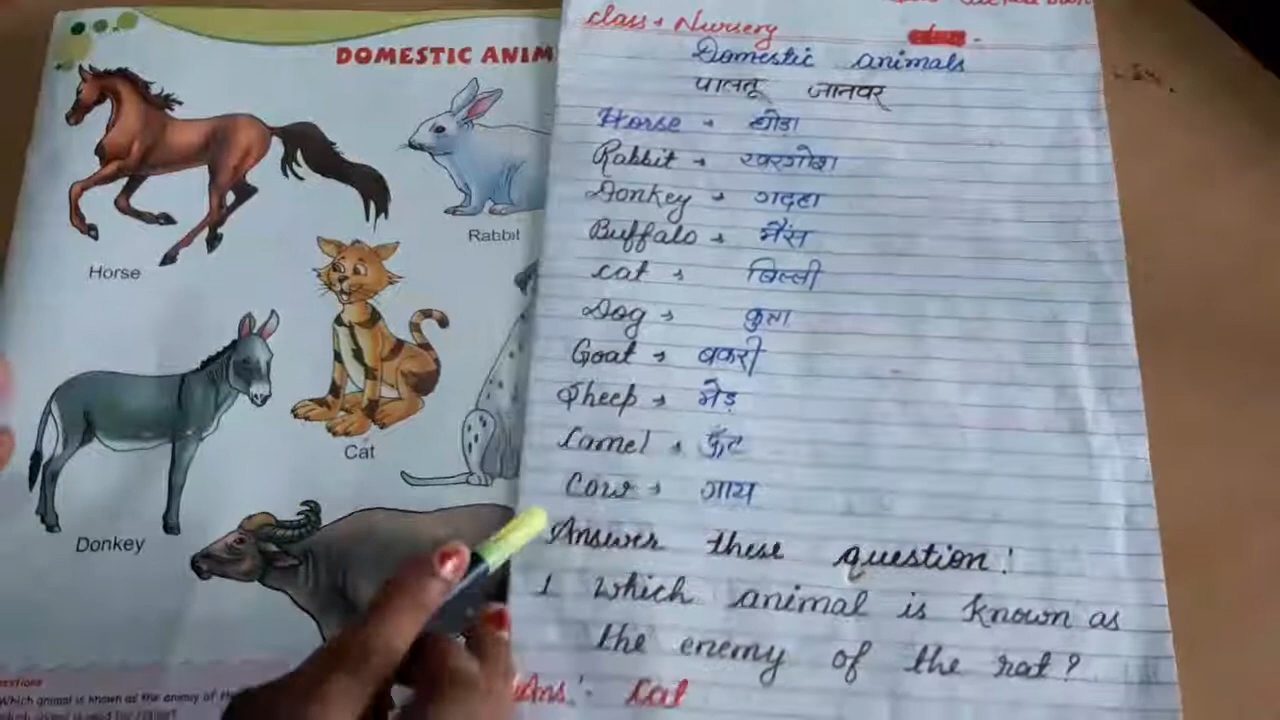 DOMESTIC ANIM
Horse
Rabbit
Cat
Donkey
Which animal is known as the enemy of the
class → Nursery
Domestic animals
पालतू जानवर
Horse → घोड़ा
Rabbit → खरगोश
Donkey → गदहा
Buffalo → भैंस
cat → बिल्ली
Dog → कुत्ता
Goat → बकरी
Sheep → भेड़
Camel → ऊँट
Cow → गाय
Answer these question!
1 Which animal is known as
the enemy of the rat?
Ans:- Cat